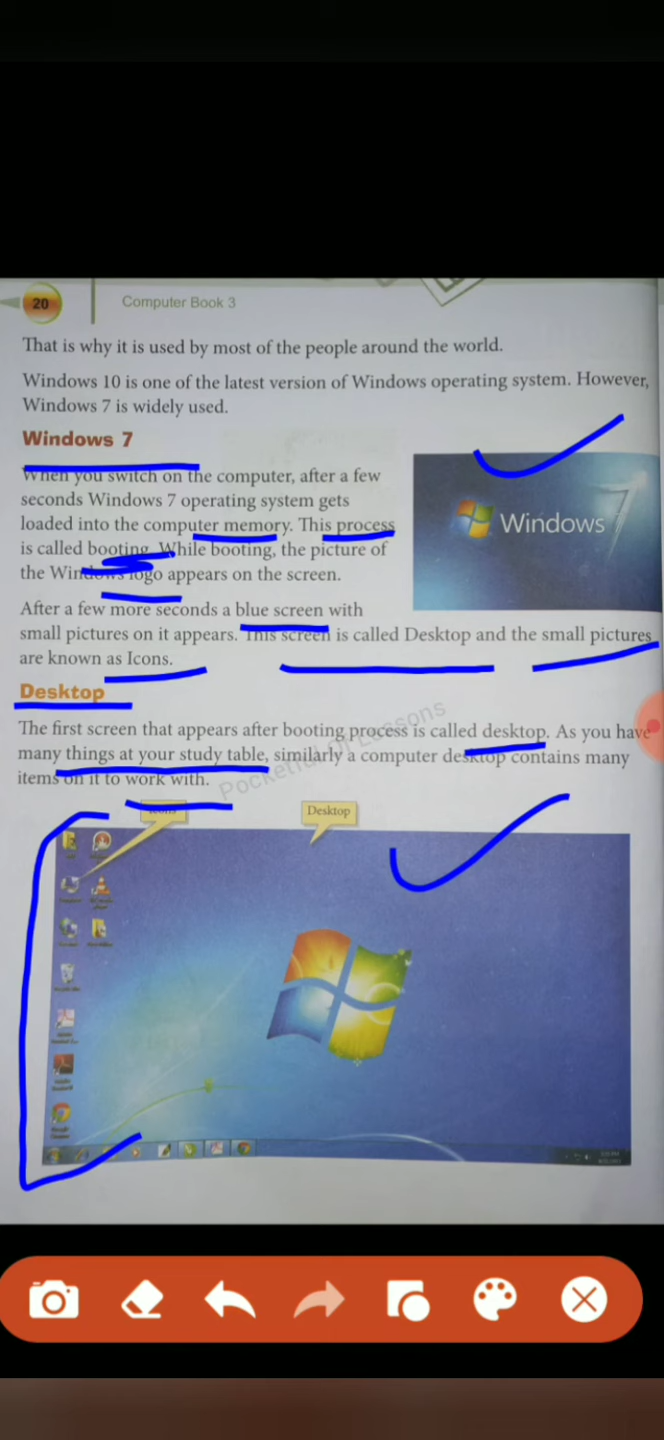 20
Computer Book 3
That is why it is used by most of the people around the world.
Windows 10 is one of the latest version of Windows operating system. However,
Windows 7 is widely used.
Windows 7
When you switch on the computer, after a few
seconds Windows 7 operating system gets
loaded into the computer memory. This process
is called booting. While booting, the picture of
the Windows logo appears on the screen.
Windows 7
After a few more seconds a blue screen with
small pictures on it appears. This screen is called Desktop and the small pictures
are known as Icons.
Desktop
The first screen that appears after booting process is called desktop. As you have
many things at your study table, similarly a computer desktop contains many
items on it to work with.
Pocketful Of Lessons
Icons
Desktop